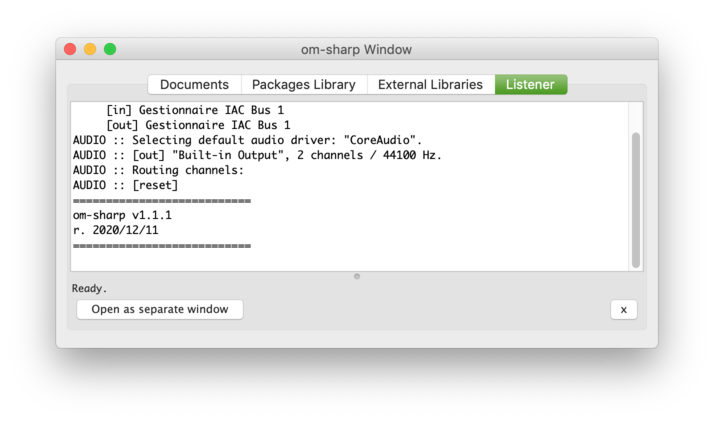 om-sharp Window
Documents Packages Library External Libraries Listener
[in] Gestionnaire IAC Bus 1
[out] Gestionnaire IAC Bus 1
AUDIO :: Selecting default audio driver: "CoreAudio".
AUDIO :: [out] "Built-in Output", 2 channels / 44100 Hz.
AUDIO :: Routing channels:
AUDIO :: [reset]
===========================
om-sharp v1.1.1
r. 2020/12/11
===========================
Ready.
Open as separate window x